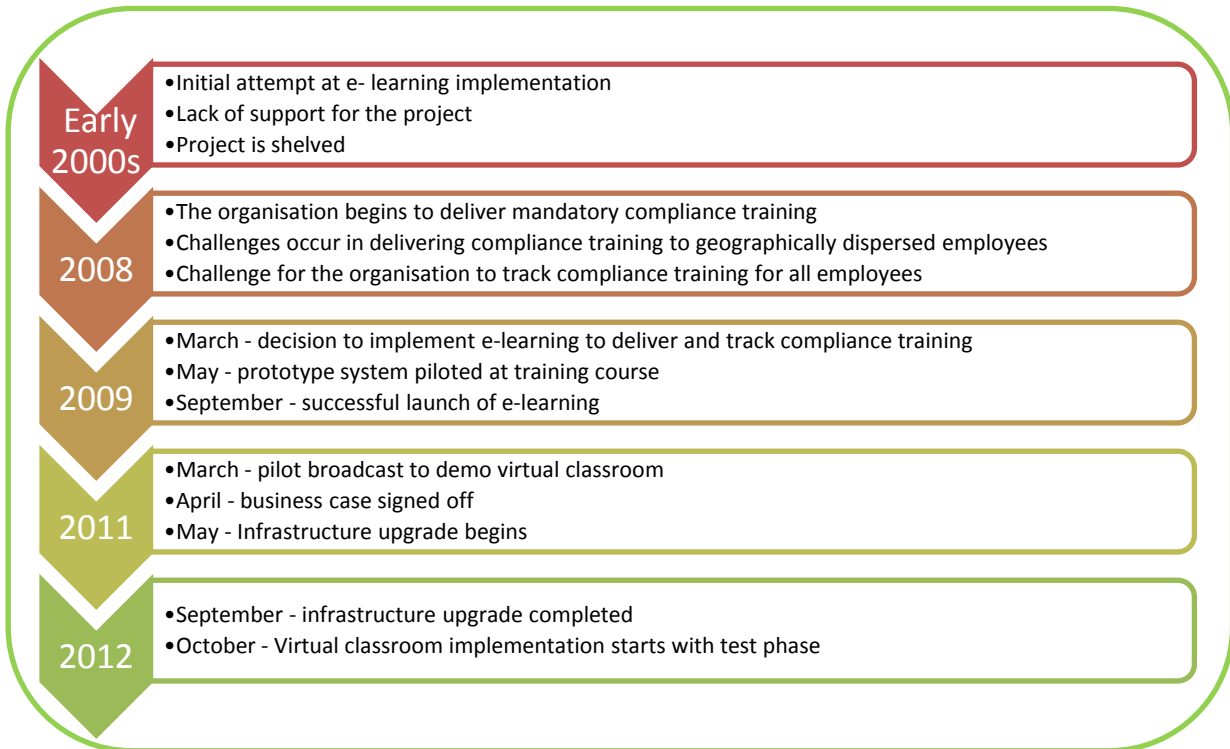 Early
2000s
•Initial attempt at e- learning implementation
•Lack of support for the project
•Project is shelved
2008
•The organisation begins to deliver mandatory compliance training
•Challenges occur in delivering compliance training to geographically dispersed employees
•Challenge for the organisation to track compliance training for all employees
2009
•March - decision to implement e-learning to deliver and track compliance training
•May - prototype system piloted at training course
•September - successful launch of e-learning
2011
•March - pilot broadcast to demo virtual classroom
•April - business case signed off
•May - Infrastructure upgrade begins
2012
•September - infrastructure upgrade completed
•October - Virtual classroom implementation starts with test phase